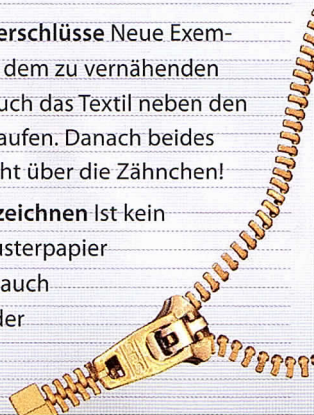 erschlüsse Neue Exem-
dem zu vernähenden
uch das Textil neben den
aufen. Danach beides
ht über die Zähnchen!
zeichnen Ist kein
usterpapier
auch
der